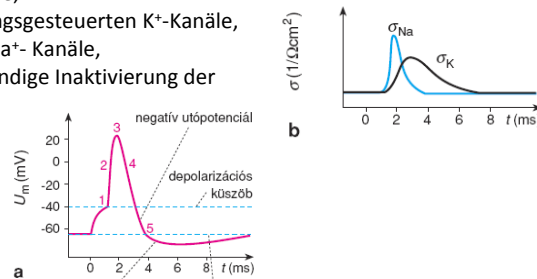 ngsgesteuerten K⁺-Kanäle,
a⁺- Kanäle,
ndige Inaktivierung der
negatív utópotenciál
depolarizációs
küszöb
Um (mV)
20
0
-20
-40
-60
1
2
3
4
5
0 2 4 6 8 t (ms)
a
σ (1/Ωcm²)
σNa
σK
0 2 4 6 8 t (ms
b